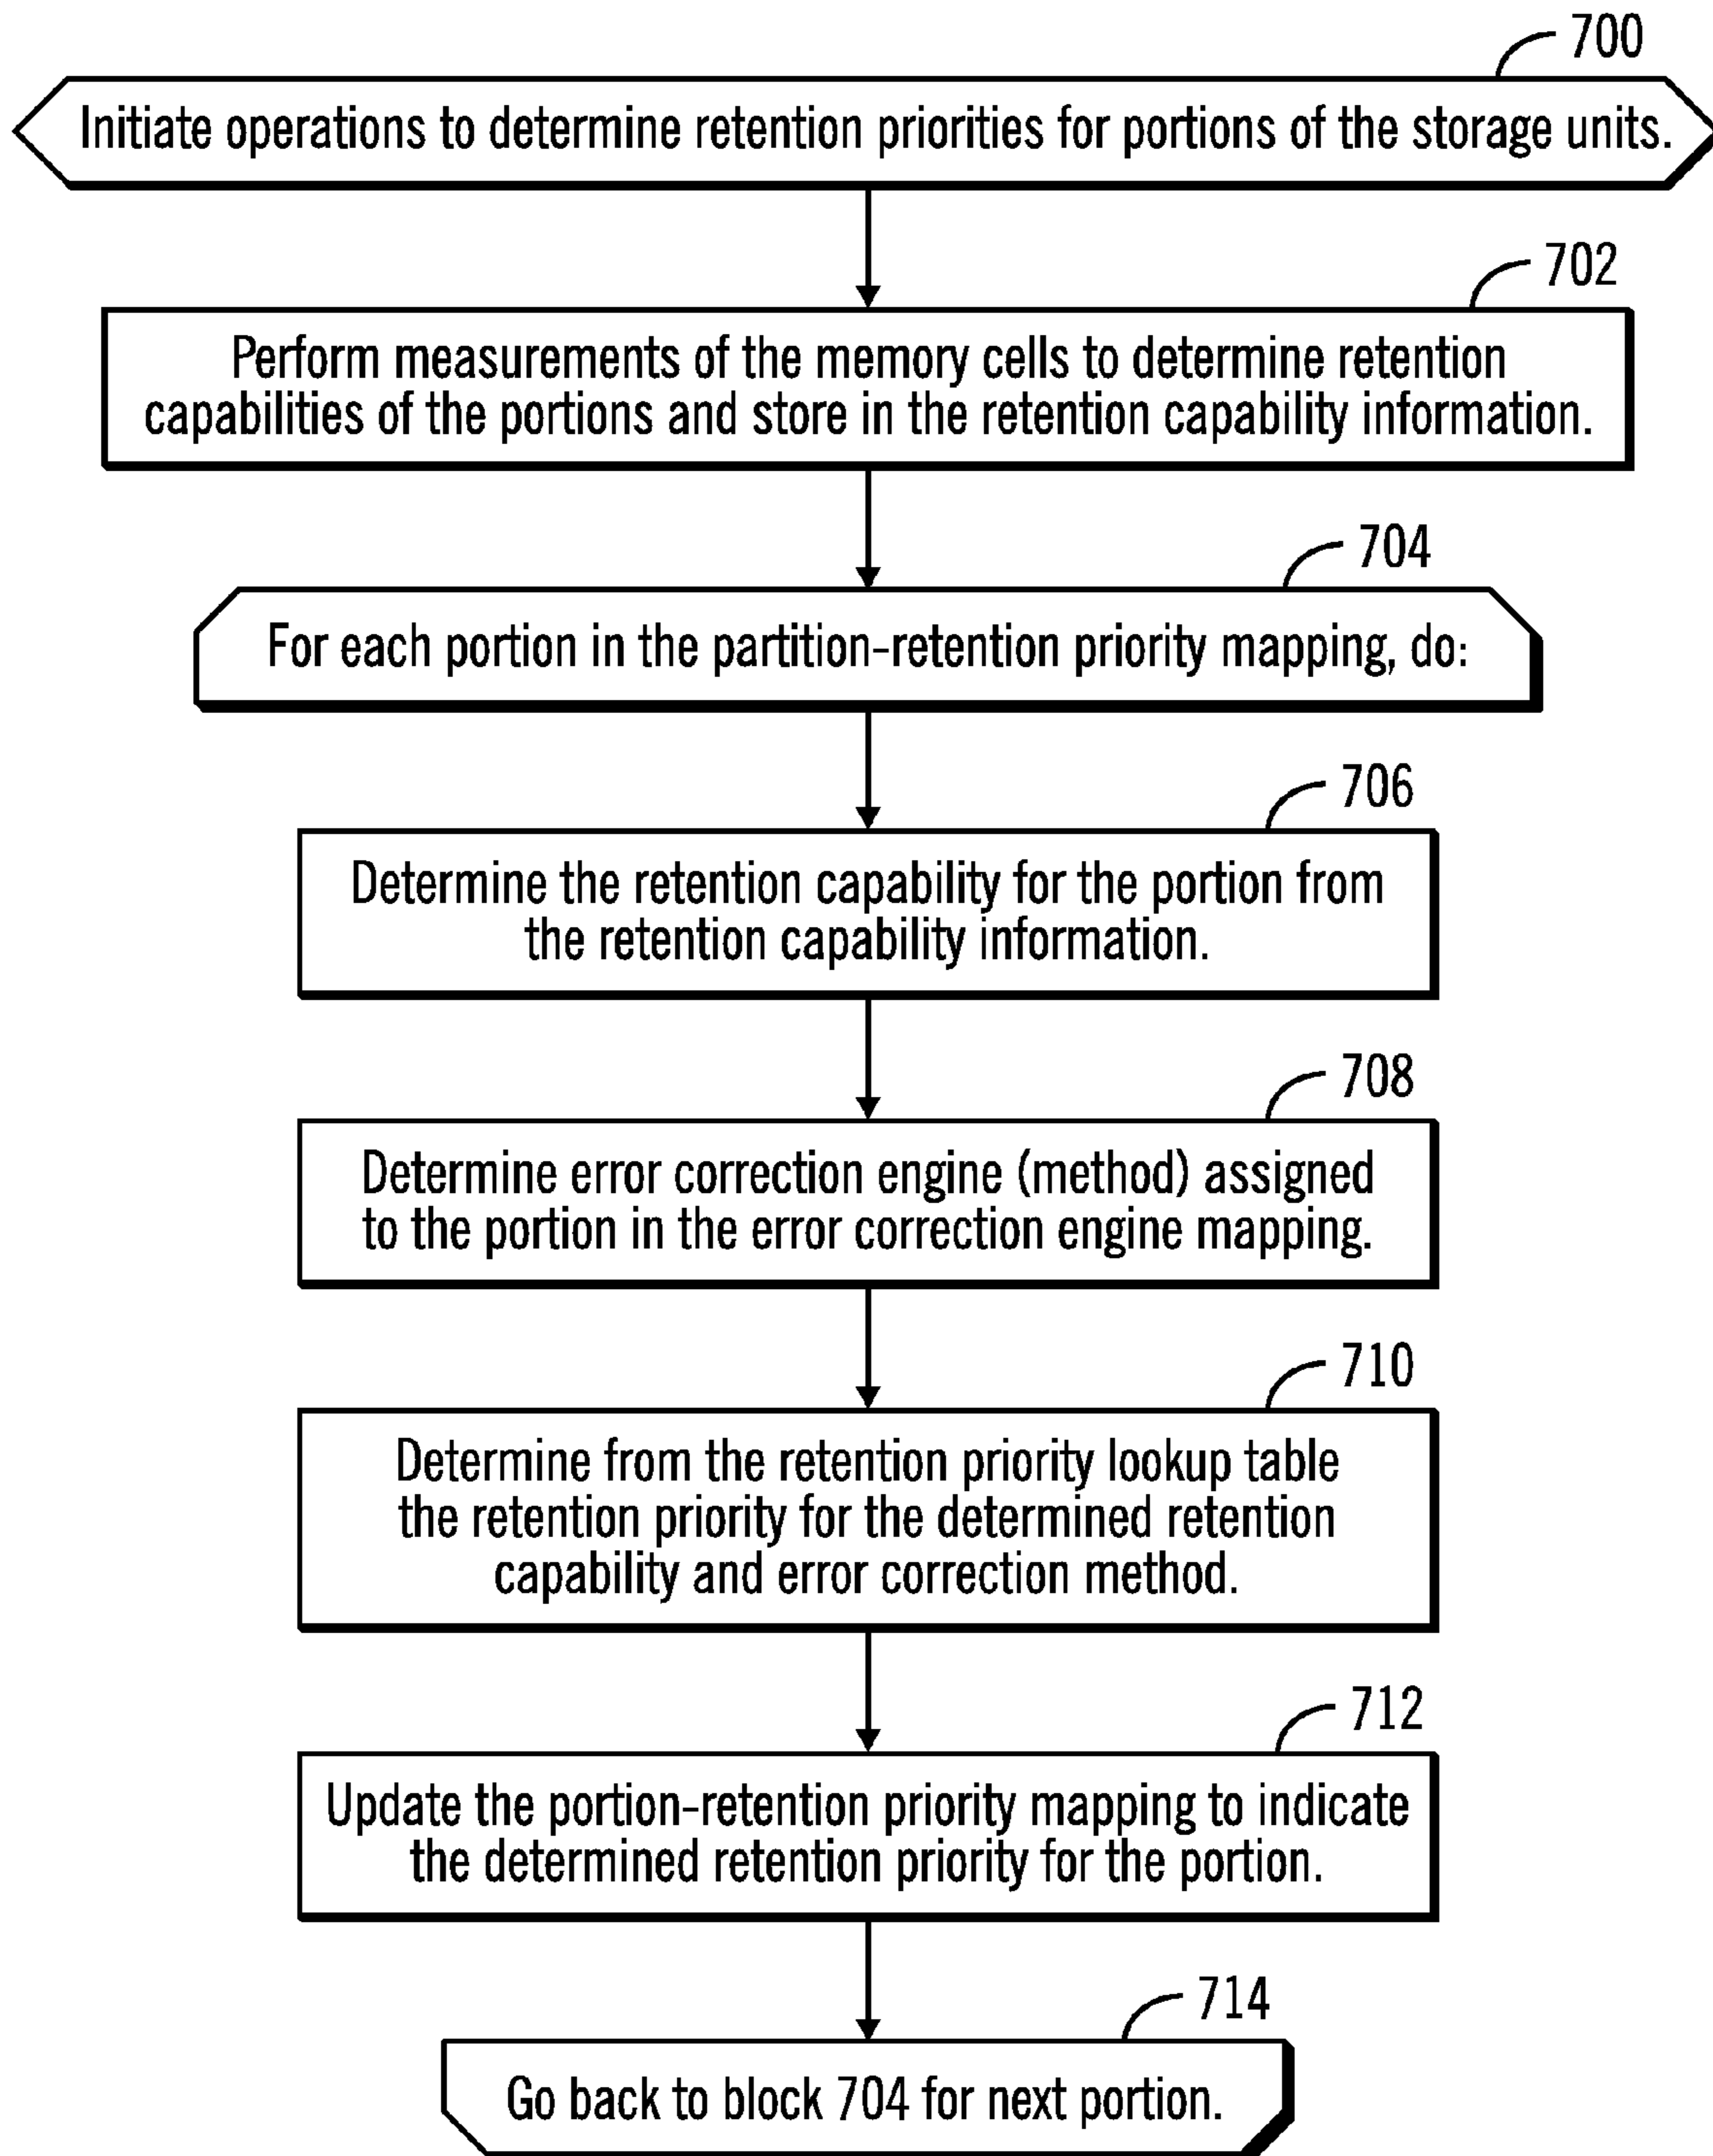 700
Initiate operations to determine retention priorities for portions of the storage units.
702
Perform measurements of the memory cells to determine retention
capabilities of the portions and store in the retention capability information.
704
For each portion in the partition-retention priority mapping, do:
706
Determine the retention capability for the portion from
the retention capability information.
708
Determine error correction engine (method) assigned
to the portion in the error correction engine mapping.
710
Determine from the retention priority lookup table
the retention priority for the determined retention
capability and error correction method.
712
Update the portion-retention priority mapping to indicate
the determined retention priority for the portion.
714
Go back to block 704 for next portion.